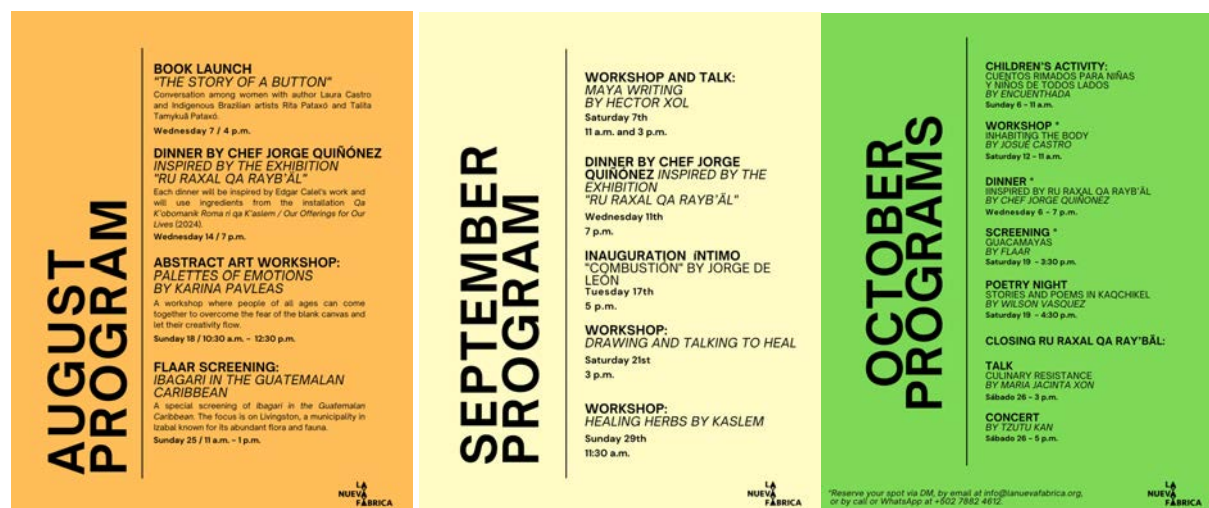 AUGUST
PROGRAM
BOOK LAUNCH
"THE STORY OF A BUTTON"
Conversation among women with author Laura Castro
and Indigenous Brazilian artists Rita Pataxó and Talita
Tamykuã Pataxó.
Wednesday 7 / 4 p.m.
DINNER BY CHEF JORGE QUIÑÓNEZ
INSPIRED BY THE EXHIBITION
"RU RAXAL QA RAYB'ÄL"
Each dinner will be inspired by Edgar Calel's work and
will use ingredients from the installation Qa
K'obomanik Roma ri qa K'aslem / Our Offerings for Our
Lives (2024).
Wednesday 14 / 7 p.m.
ABSTRACT ART WORKSHOP:
PALETTES OF EMOTIONS
BY KARINA PAVLEAS
A workshop where people of all ages can come
together to overcome the fear of the blank canvas and
let their creativity flow.
Sunday 18 / 10:30 a.m. - 12:30 p.m.
FLAAR SCREENING:
IBAGARI IN THE GUATEMALAN
CARIBBEAN
A special screening of Ibagari in the Guatemalan
Caribbean. The focus is on Livingston, a municipality in
Izabal known for its abundant flora and fauna.
Sunday 25 / 11 a.m. - 1 p.m.
LA
NUEVA
FÁBRICA
SEPTEMBER
PROGRAM
WORKSHOP AND TALK:
MAYA WRITING
BY HECTOR XOL
Saturday 7th
11 a.m. and 3 p.m.
DINNER BY CHEF JORGE
QUIÑÓNEZ INSPIRED BY THE
EXHIBITION
"RU RAXAL QA RAYB'ÄL"
Wednesday 11th
7 p.m.
INAUGURATION ÍNTIMO
"COMBUSTIÓN" BY JORGE DE
LEÓN
Tuesday 17th
5 p.m.
WORKSHOP:
DRAWING AND TALKING TO HEAL
Saturday 21st
3 p.m.
WORKSHOP:
HEALING HERBS BY KASLEM
Sunday 29th
11:30 a.m.
LA
NUEVA
FÁBRICA
OCTOBER
PROGRAMS
CHILDREN'S ACTIVITY:
CUENTOS RIMADOS PARA NIÑAS
Y NIÑOS DE TODOS LADOS
BY ENCUENTHADA
Sunday 6 - 11 a.m.
WORKSHOP *
INHABITING THE BODY
BY JOSUÉ CASTRO
Saturday 12 - 11 a.m.
DINNER *
IINSPIRED BY RU RAXAL QA RAYB'ÄL
BY CHEF JORGE QUIÑONEZ
Wednesday 6 - 7 p.m.
SCREENING *
GUACAMAYAS
BY FLAAR
Saturday 19 - 3:30 p.m.
POETRY NIGHT
STORIES AND POEMS IN KAQCHIKEL
BY WILSON VASQUEZ
Saturday 19 - 4:30 p.m.
CLOSING RU RAXAL QA RAY'BÄL:
TALK
CULINARY RESISTANCE
BY MARIA JACINTA XON
Sábado 26 - 3 p.m.
CONCERT
BY TZUTU KAN
Sábado 26 - 5 p.m.
*Reserve your spot via DM, by email at info@lanuevafabrica.org,
or by call or WhatsApp at +502 7882 4612.
LA
NUEVA
FÁBRICA